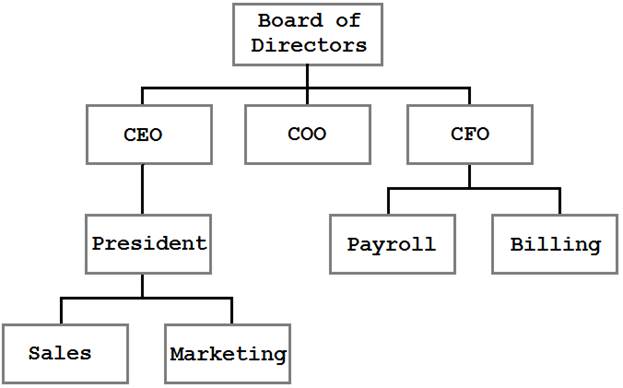 Board of
Directors
CEO
COO
CFO
President
Payroll
Billing
Sales
Marketing